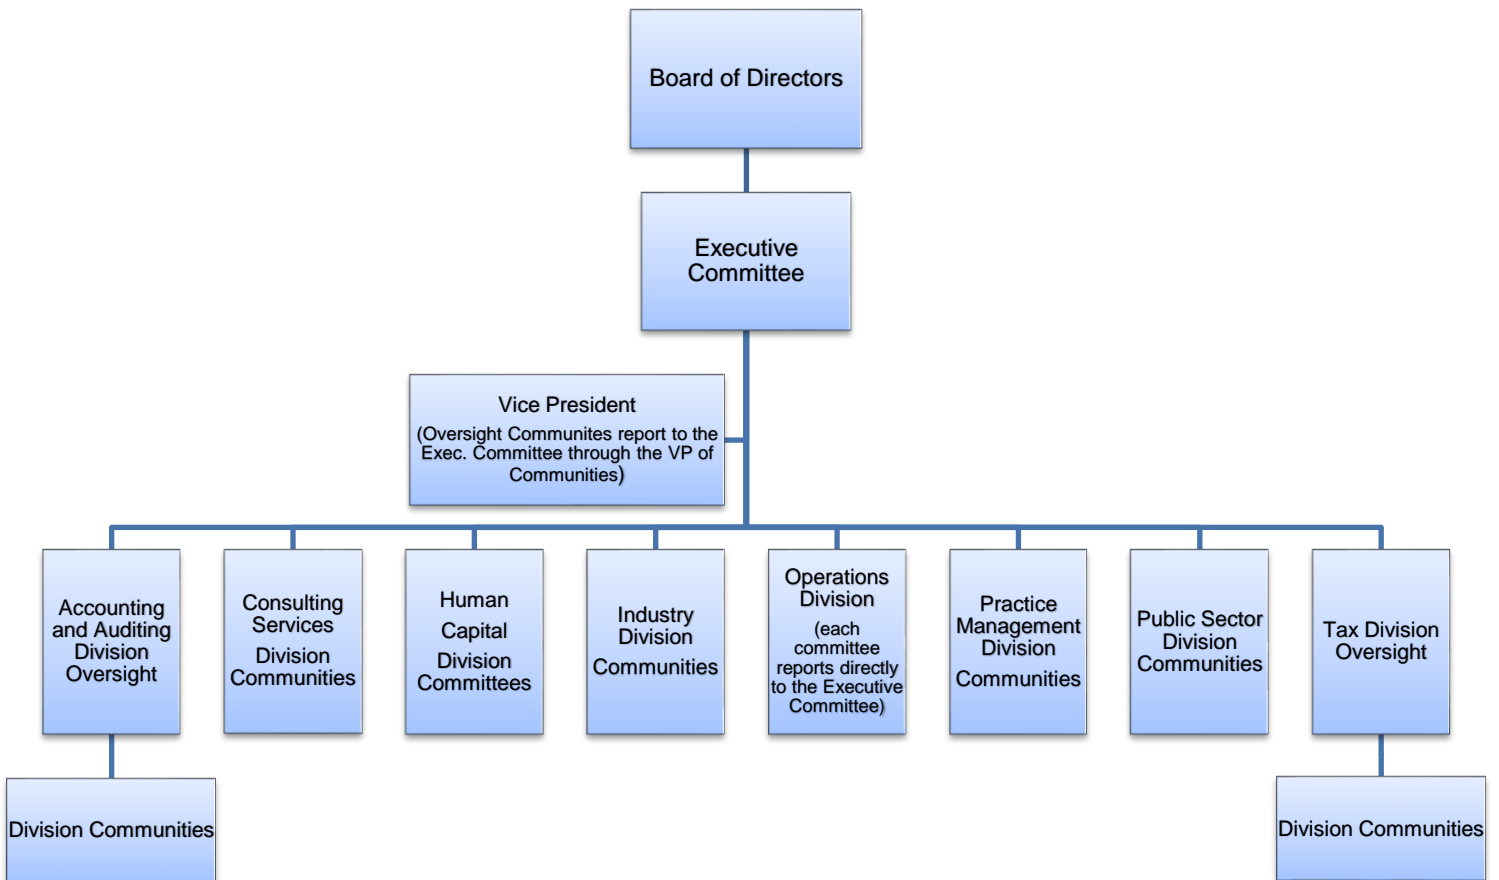 Board of Directors
Executive
Committee
Vice President
(Oversight Communites report to the
Exec. Committee through the VP of
Communities)
Accounting
and Auditing
Division
Oversight
Consulting
Services
Division
Communities
Human
Capital
Division
Committees
Industry
Division
Communities
Operations
Division
(each
committee
reports directly
to the Executive
Committee)
Practice
Management
Division
Communities
Public Sector
Division
Communities
Tax Division
Oversight
Division Communities
Division Communities